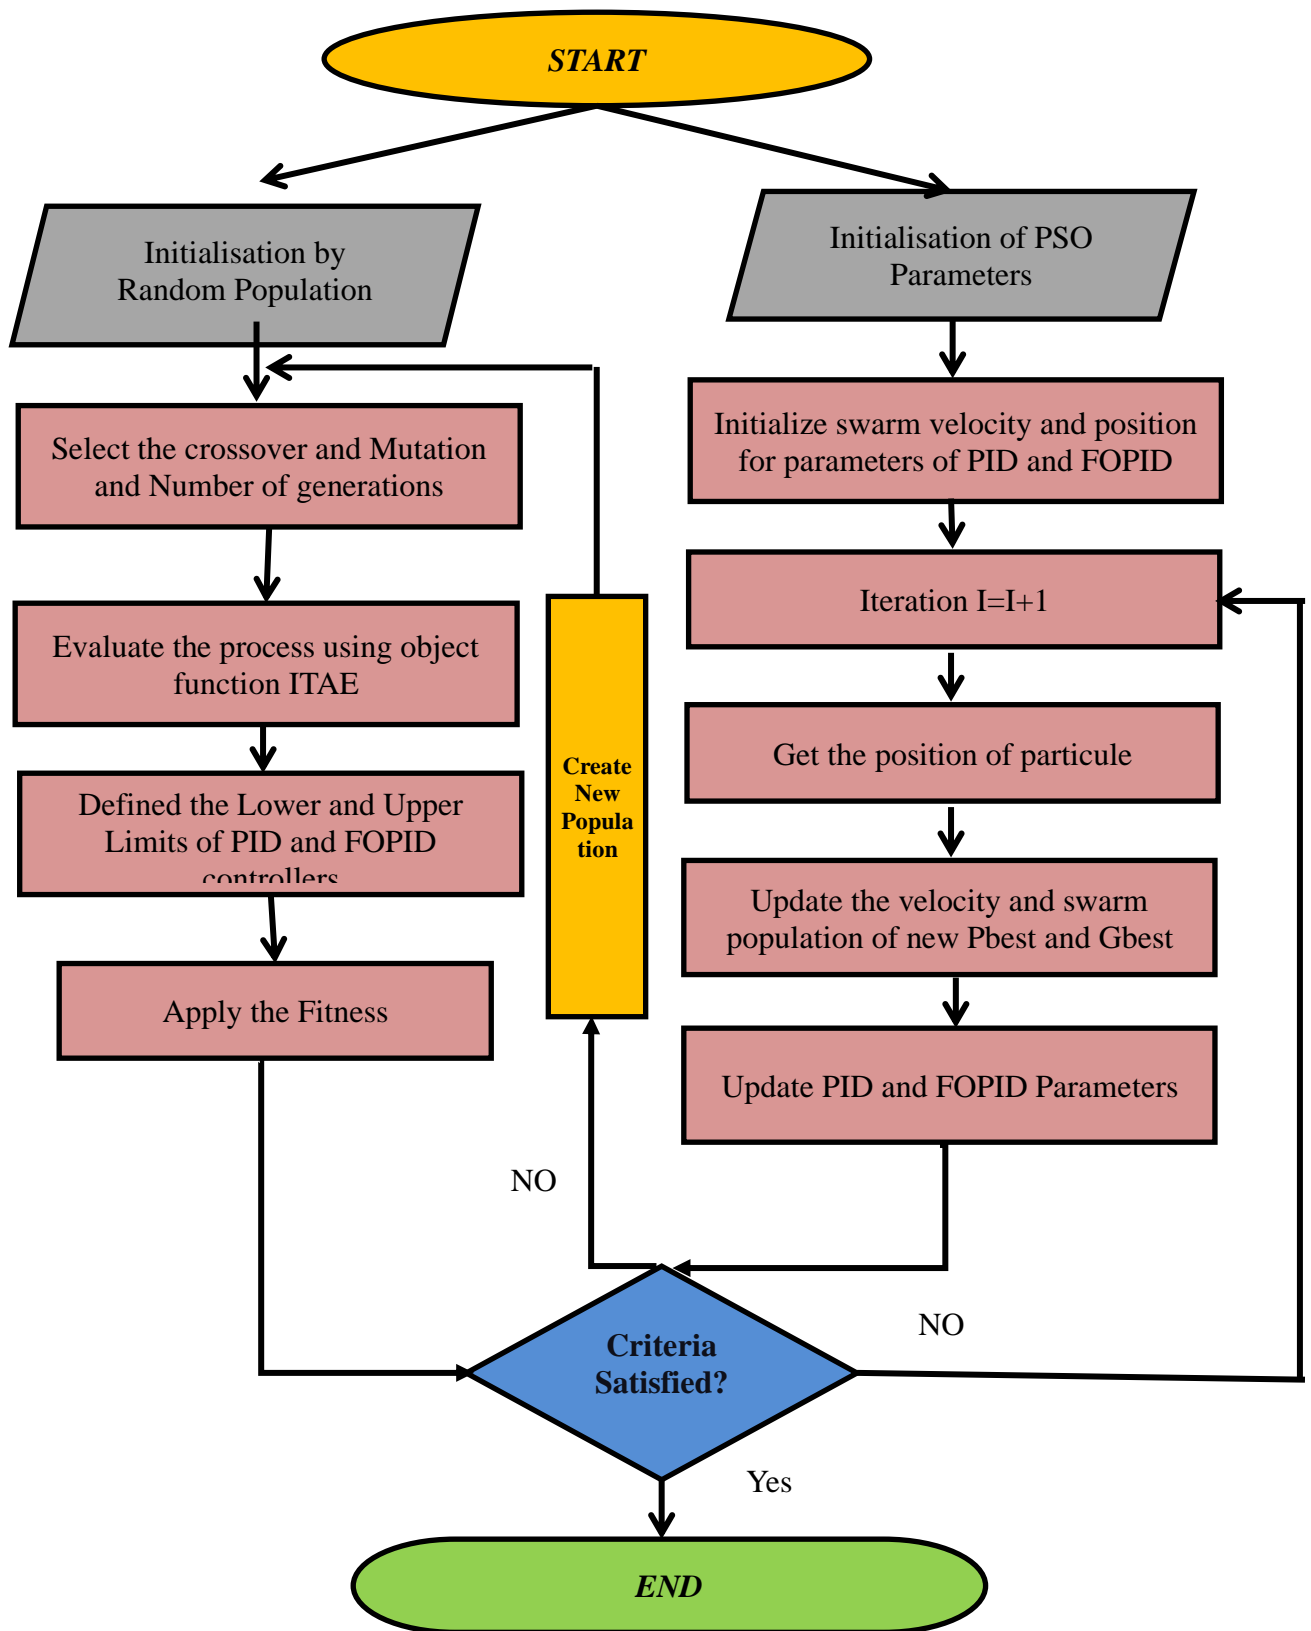 START
Initialisation by
Random Population
Initialisation of PSO
Parameters
Select the crossover and Mutation
and Number of generations
Initialize swarm velocity and position
for parameters of PID and FOPID
Evaluate the process using object
function ITAE
Iteration I=I+1
Defined the Lower and Upper
Limits of PID and FOPID
controllers
Create
New
Popula
tion
Get the position of particule
Apply the Fitness
Update the velocity and swarm
population of new Pbest and Gbest
Update PID and FOPID Parameters
NO
Criteria
Satisfied?
NO
Yes
END